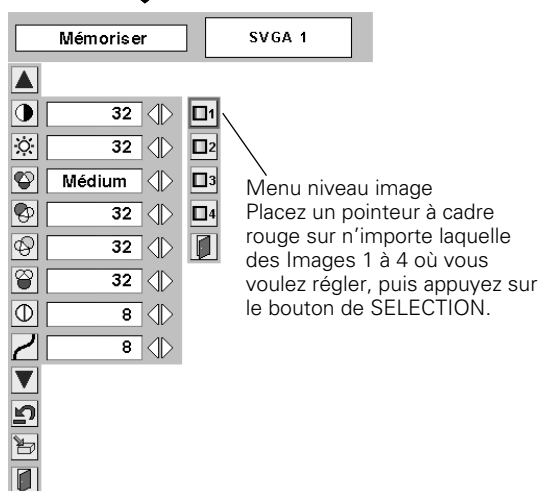 Mémoriser SVGA 1
32 1
32 2
Médium 3
32 4
32
32
8
8
Menu niveau image
Placez un pointeur à cadre
rouge sur n’importe laquelle
des Images 1 à 4 où vous
voulez régler, puis appuyez sur
le bouton de SELECTION.